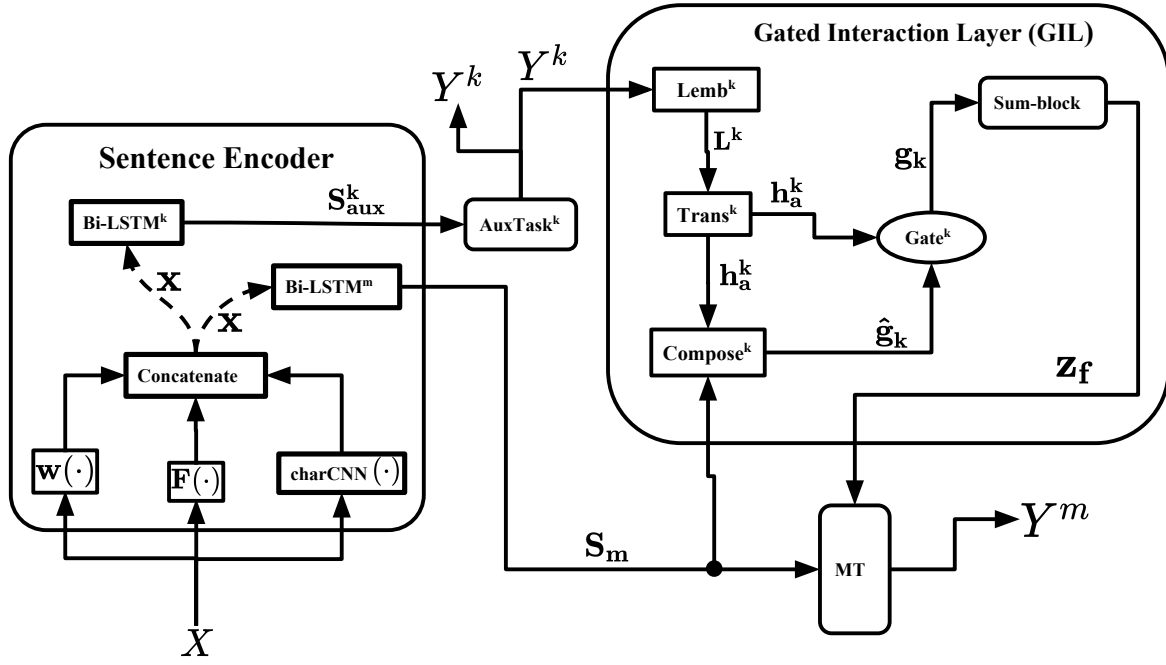 Gated Interaction Layer (GIL)
Y^k
Y^k
Lemb^k
Sum-block
L^k
g_k
Sentence Encoder
S^k_aux
Bi-LSTM^k
AuxTask^k
Trans^k
h^k_a
Gate^k
x
Bi-LSTM^m
h^k_a
x
Concatenate
Compose^k
ĝ_k
z_f
w(·)
F(·)
charCNN(·)
S_m
MT
Y^m
X